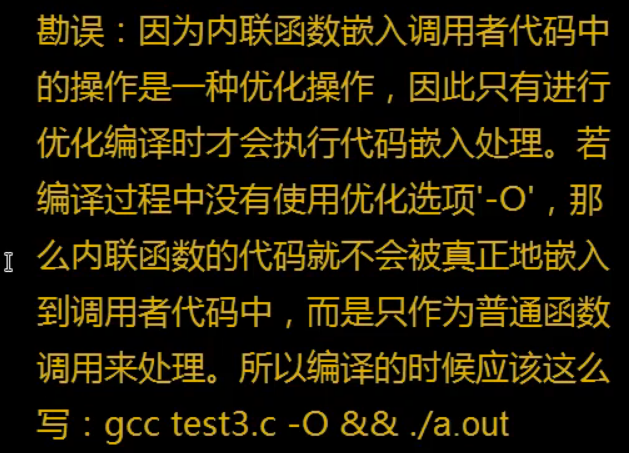 勘误：因为内联函数嵌入调用者代码中
的操作是一种优化操作，因此只有进行
优化编译时才会执行代码嵌入处理。若
编译过程中没有使用优化选项'-O'，那
么内联函数的代码就不会被真正地嵌入
到调用者代码中，而是只作为普通函数
调用来处理。所以编译的时候应该这么
写：gcc test3.c -O && ./a.out